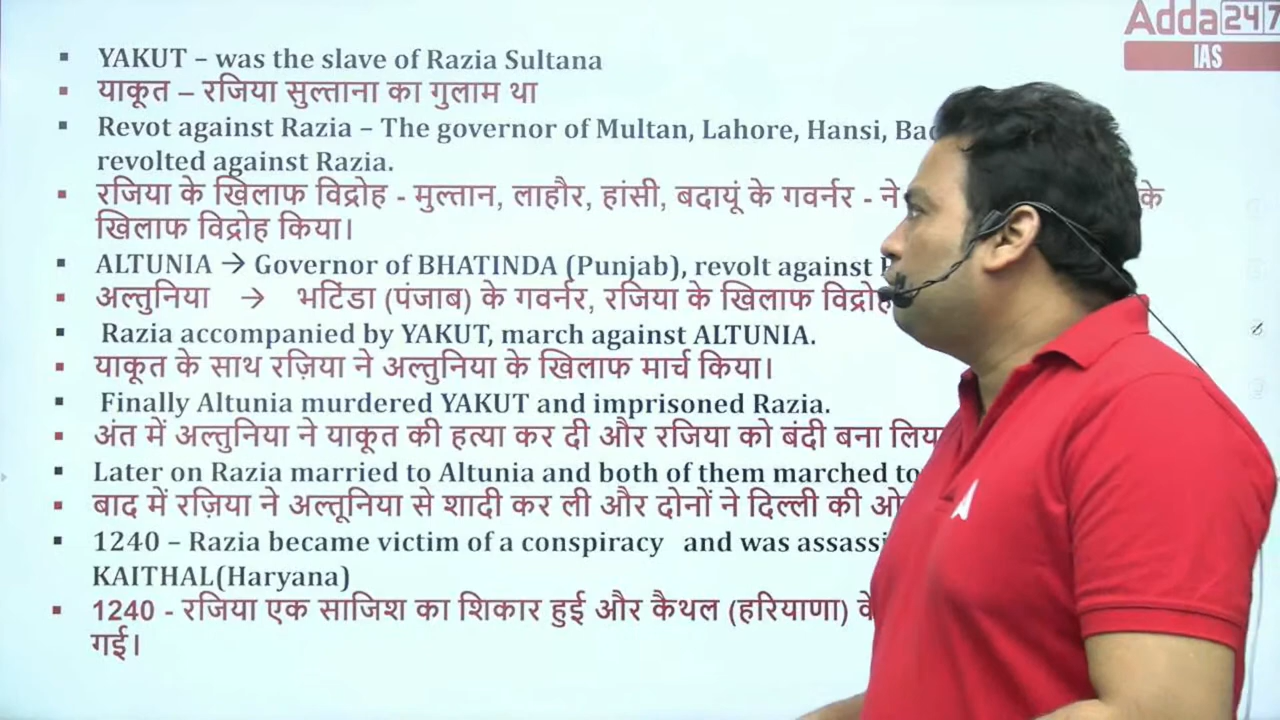 Adda247
IAS
▪ YAKUT – was the slave of Razia Sultana
▪ याकूत – रजिया सुल्ताना का गुलाम था
▪ Revot against Razia – The governor of Multan, Lahore, Hansi,
revolted against Razia.
▪ रजिया के खिलाफ विद्रोह - मुल्तान, लाहौर, हांसी, बदायूं के गवर्नर - ने के
खिलाफ विद्रोह किया।
▪ ALTUNIA → Governor of BHATINDA (Punjab), revolt against
▪ अल्तुनिया → भटिंडा (पंजाब) के गवर्नर, रजिया के खिलाफ विद्रोह
▪ Razia accompanied by YAKUT, march against ALTUNIA.
▪ याकूत के साथ रज़िया ने अल्तुनिया के खिलाफ मार्च किया।
▪ Finally Altunia murdered YAKUT and imprisoned Razia.
▪ अंत में अल्तुनिया ने याकूत की हत्या कर दी और रजिया को बंदी बना
▪ Later on Razia married to Altunia and both of them marched to
▪ बाद में रज़िया ने अल्तूनिया से शादी कर ली और दोनों ने दिल्ली की
▪ 1240 – Razia became victim of a conspiracy and was
KAITHAL(Haryana)
▪ 1240 - रजिया एक साजिश का शिकार हुई और कैथल (हरियाणा)
गई।